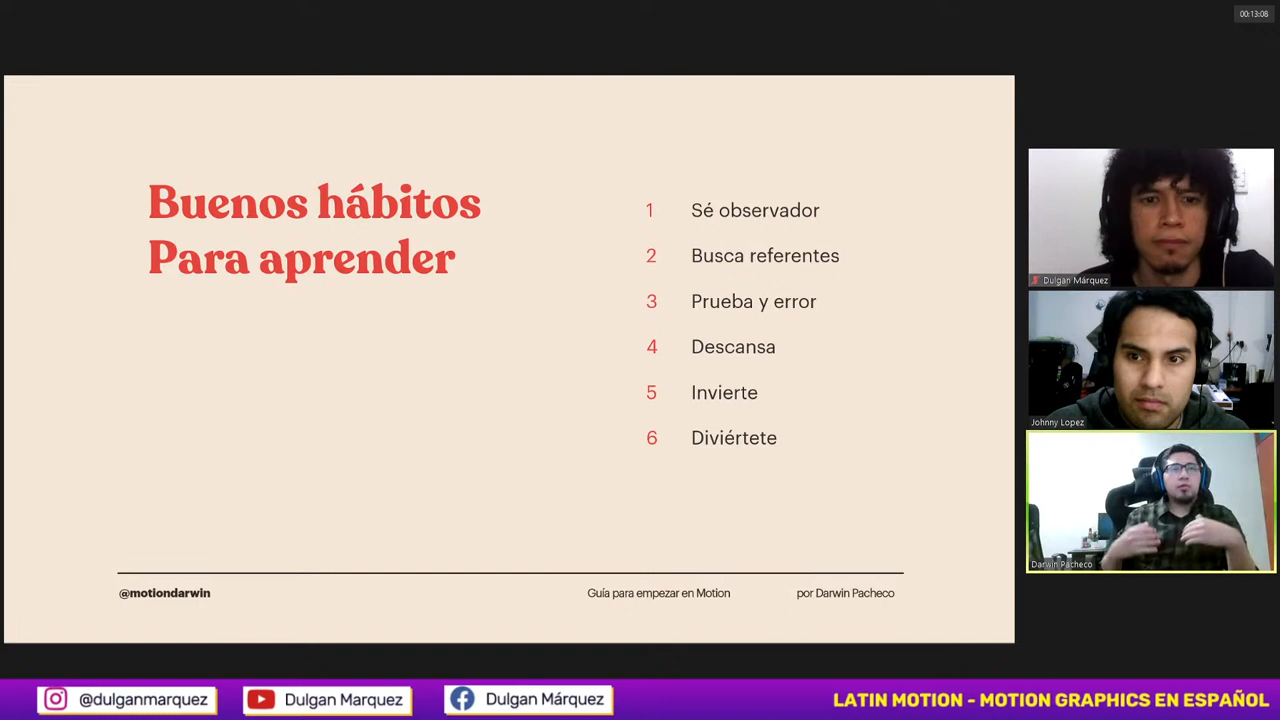 00:13:08
Buenos hábitos
Para aprender
1 Sé observador
2 Busca referentes
3 Prueba y error
4 Descansa
5 Invierte
6 Diviértete
@motiondarwin
Guía para empezar en Motion
por Darwin Pacheco
Dulgan Márquez
Johnny Lopez
Darwin Pacheco
@dulganmarquez
Dulgan Marquez
Dulgan Márquez
LATIN MOTION - MOTION GRAPHICS EN ESPAÑOL